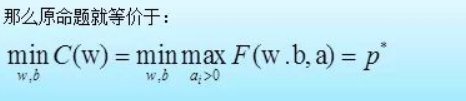 那么原命题就等价于：
min C(w) = min max F(w.b, a) = p*
w,b w,b aᵢ>0